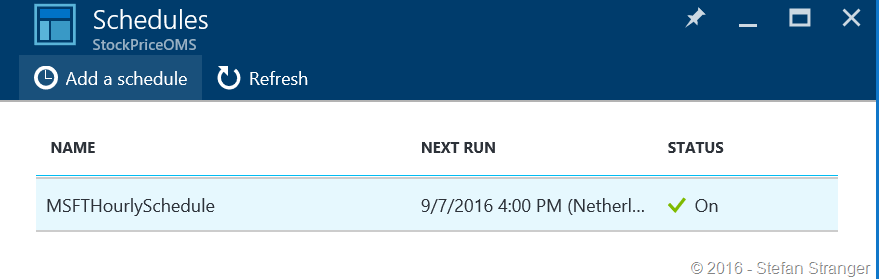 Schedules
StockPriceOMS
Add a schedule Refresh
NAME NEXT RUN STATUS
MSFTHourlySchedule 9/7/2016 4:00 PM (Netherl... On
© 2016 - Stefan Stranger